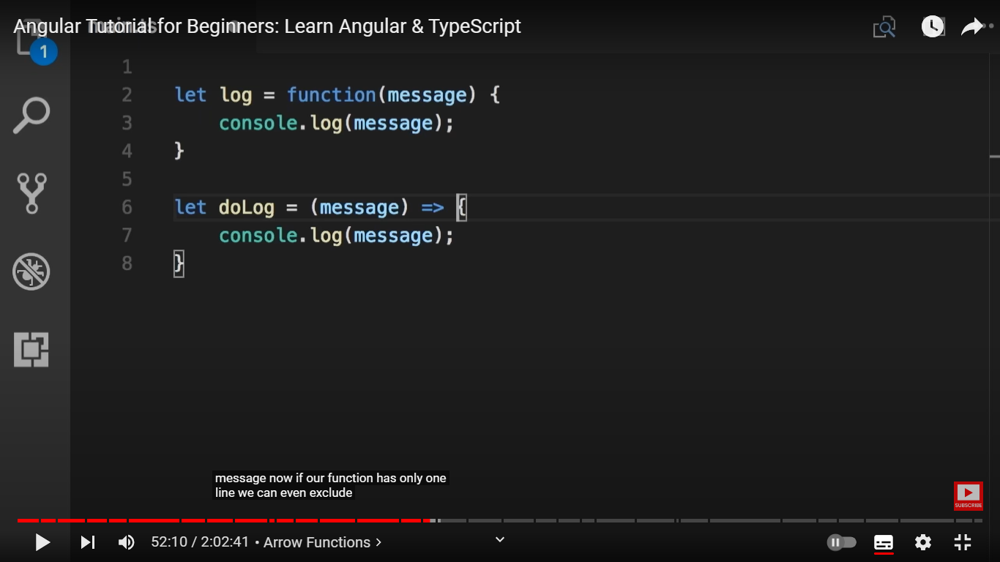 Angular Tutorial for Beginners: Learn Angular & TypeScript
main.ts
1
1
2 let log = function(message) {
3 console.log(message);
4 }
5
6 let doLog = (message) => {
7 console.log(message);
8 }
message now if our function has only one
line we can even exclude
SUBSCRIBE
52:10 / 2:02:41 • Arrow Functions >